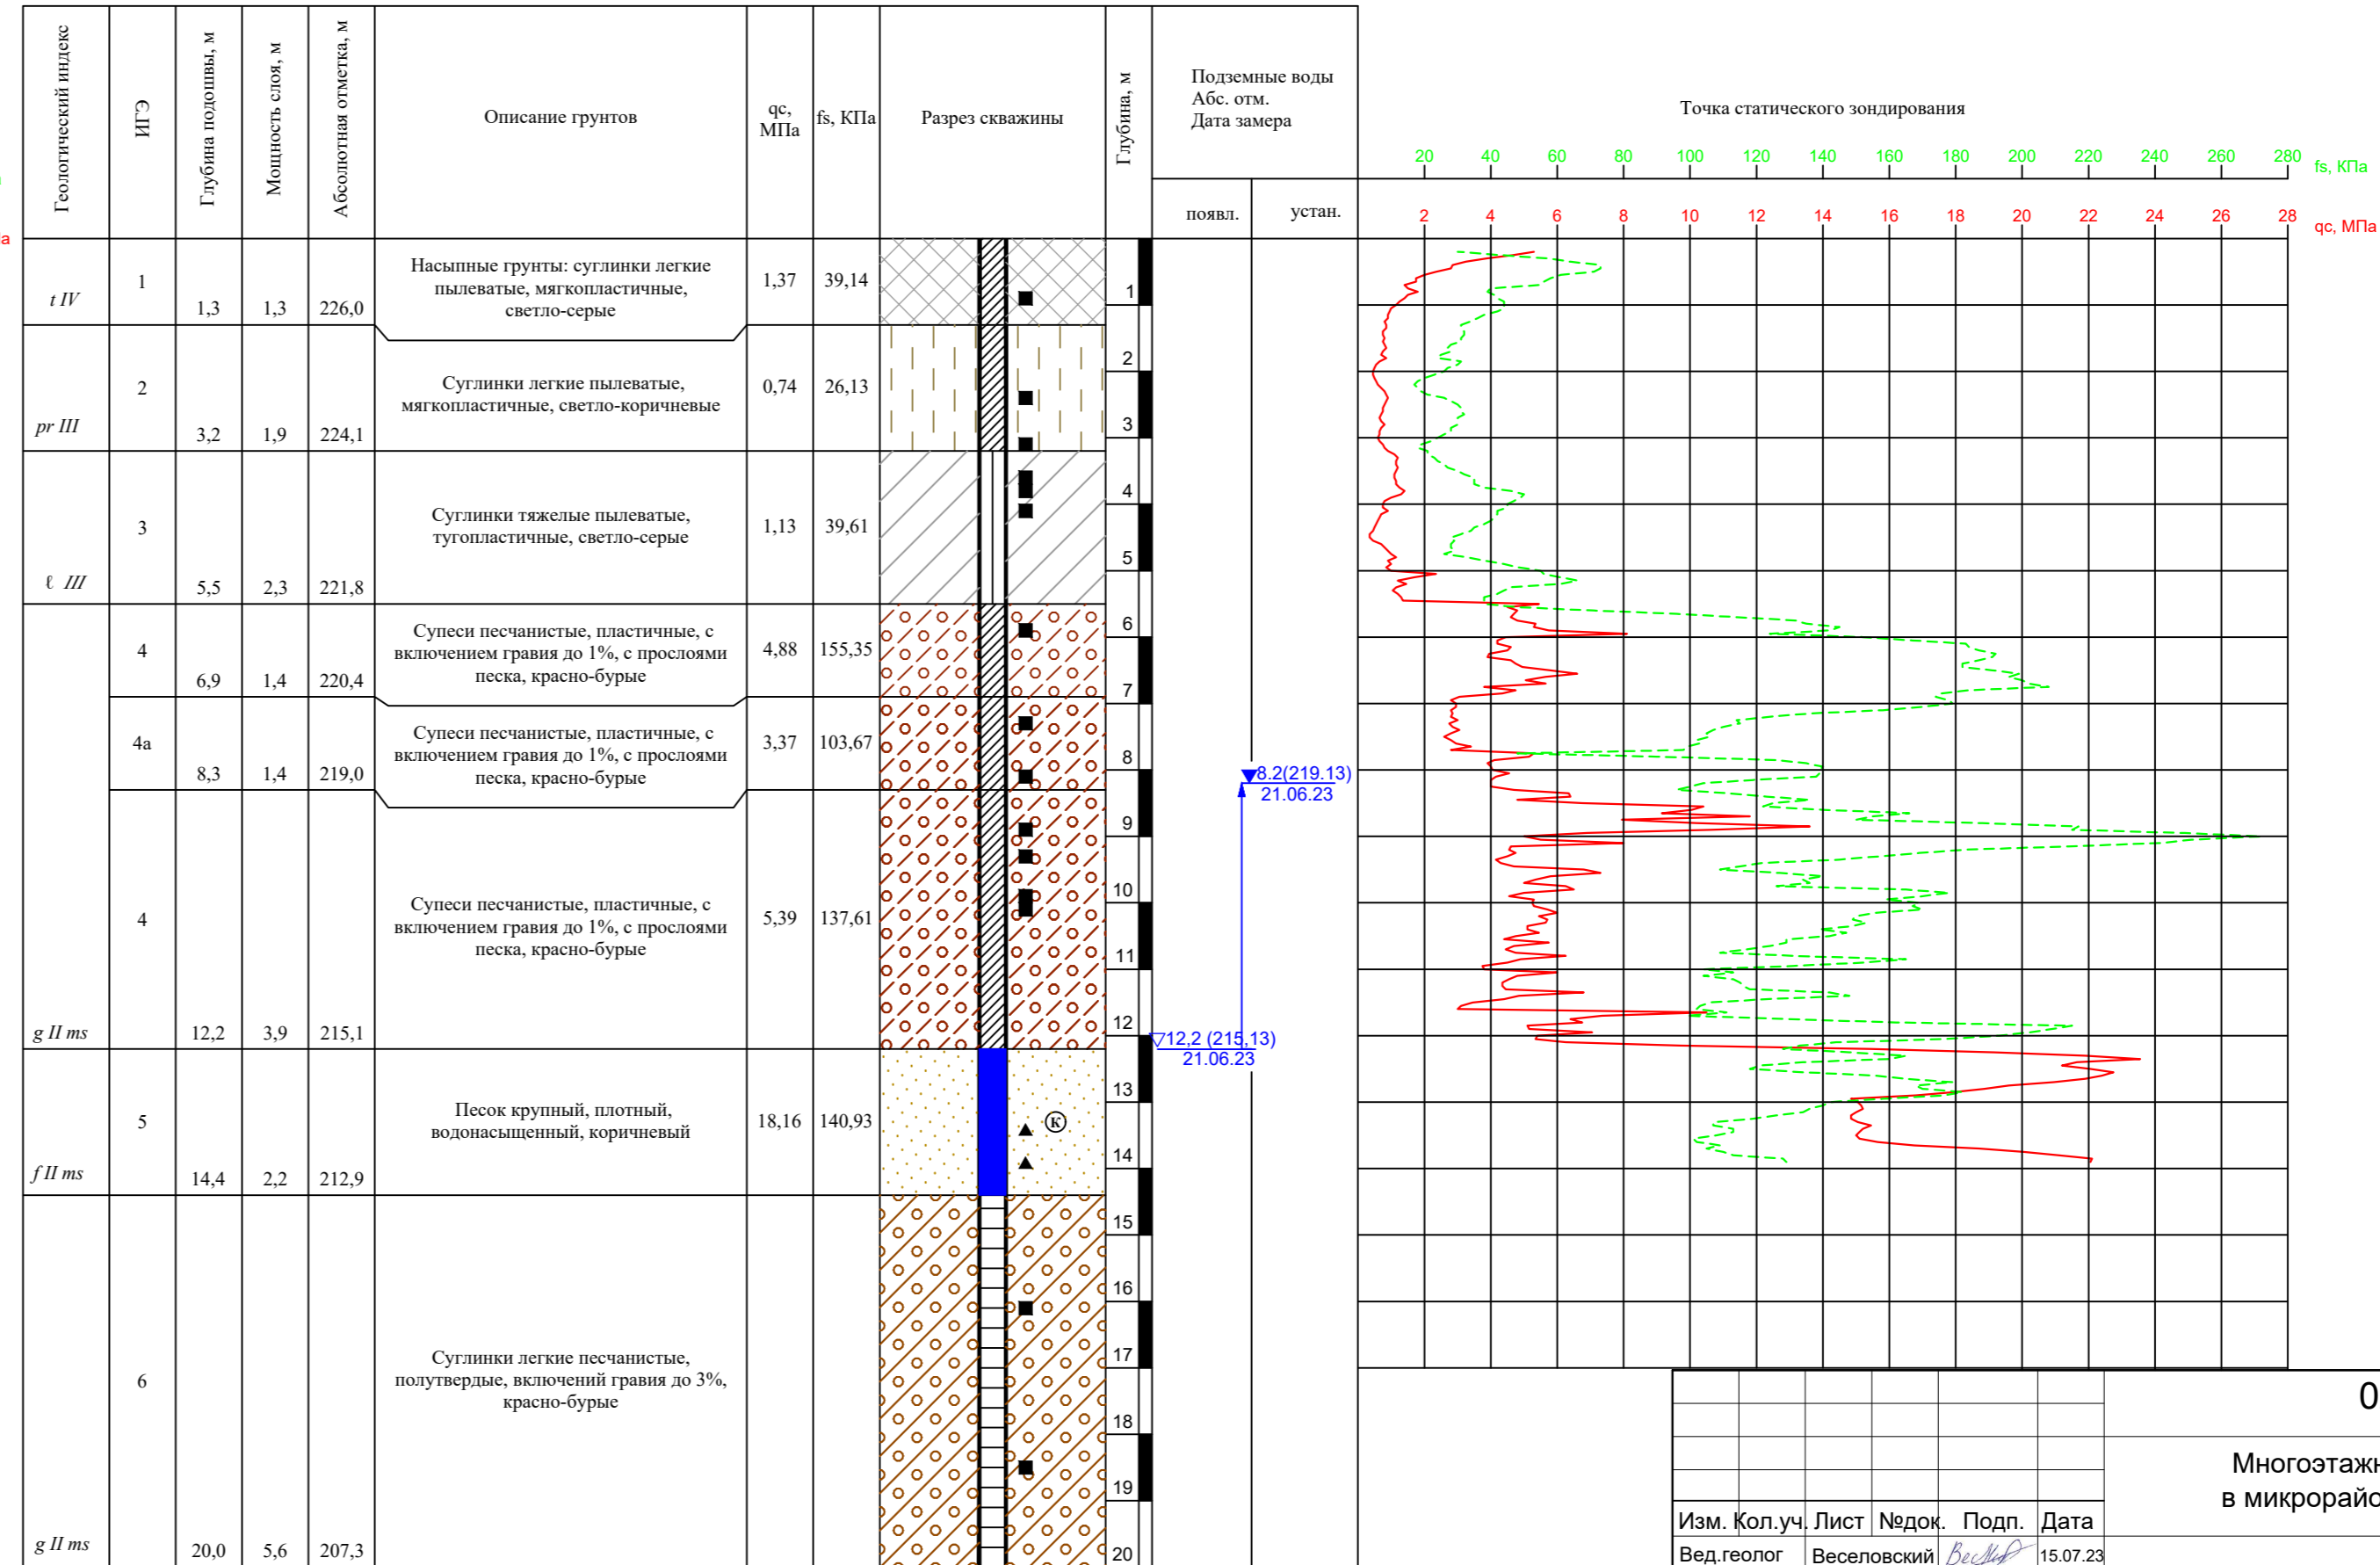 Геологический индекс
ИГЭ
Глубина подошвы, м
Мощность слоя, м
Абсолютная отметка, м
Описание грунтов
qc,
МПа
fs, КПа
Разрез скважины
Глубина, м
Подземные воды
Абс. отм.
Дата замера
появл.
устан.
Точка статического зондирования
20 40 60 80 100 120 140 160 180 200 220 240 260 280 fs, КПа
2 4 6 8 10 12 14 16 18 20 22 24 26 28 qc, МПа
t IV
1
1,3 1,3 226,0
Насыпные грунты: суглинки легкие
пылеватые, мягкопластичные,
светло-серые
1,37 39,14
pr III
2
3,2 1,9 224,1
Суглинки легкие пылеватые,
мягкопластичные, светло-коричневые
0,74 26,13
ℓ III
3
5,5 2,3 221,8
Суглинки тяжелые пылеватые,
тугопластичные, светло-серые
1,13 39,61
4
6,9 1,4 220,4
Супеси песчанистые, пластичные, с
включением гравия до 1%, с прослоями
песка, красно-бурые
4,88 155,35
4а
8,3 1,4 219,0
Супеси песчанистые, пластичные, с
включением гравия до 1%, с прослоями
песка, красно-бурые
3,37 103,67
g II ms
4
12,2 3,9 215,1
Супеси песчанистые, пластичные, с
включением гравия до 1%, с прослоями
песка, красно-бурые
5,39 137,61
f II ms
5
14,4 2,2 212,9
Песок крупный, плотный,
водонасыщенный, коричневый
18,16 140,93
К
g II ms
6
20,0 5,6 207,3
Суглинки легкие песчанистые,
полутвердые, включений гравия до 3%,
красно-бурые
1
2
3
4
5
6
7
8
9
10
11
12
13
14
15
16
17
18
19
20
8.2(219.13)
21.06.23
12,2 (215,13)
21.06.23
0
Многоэтажн
в микрорайо
Изм. Кол.уч. Лист №док. Подп. Дата
Вед.геолог Веселовский 15.07.23